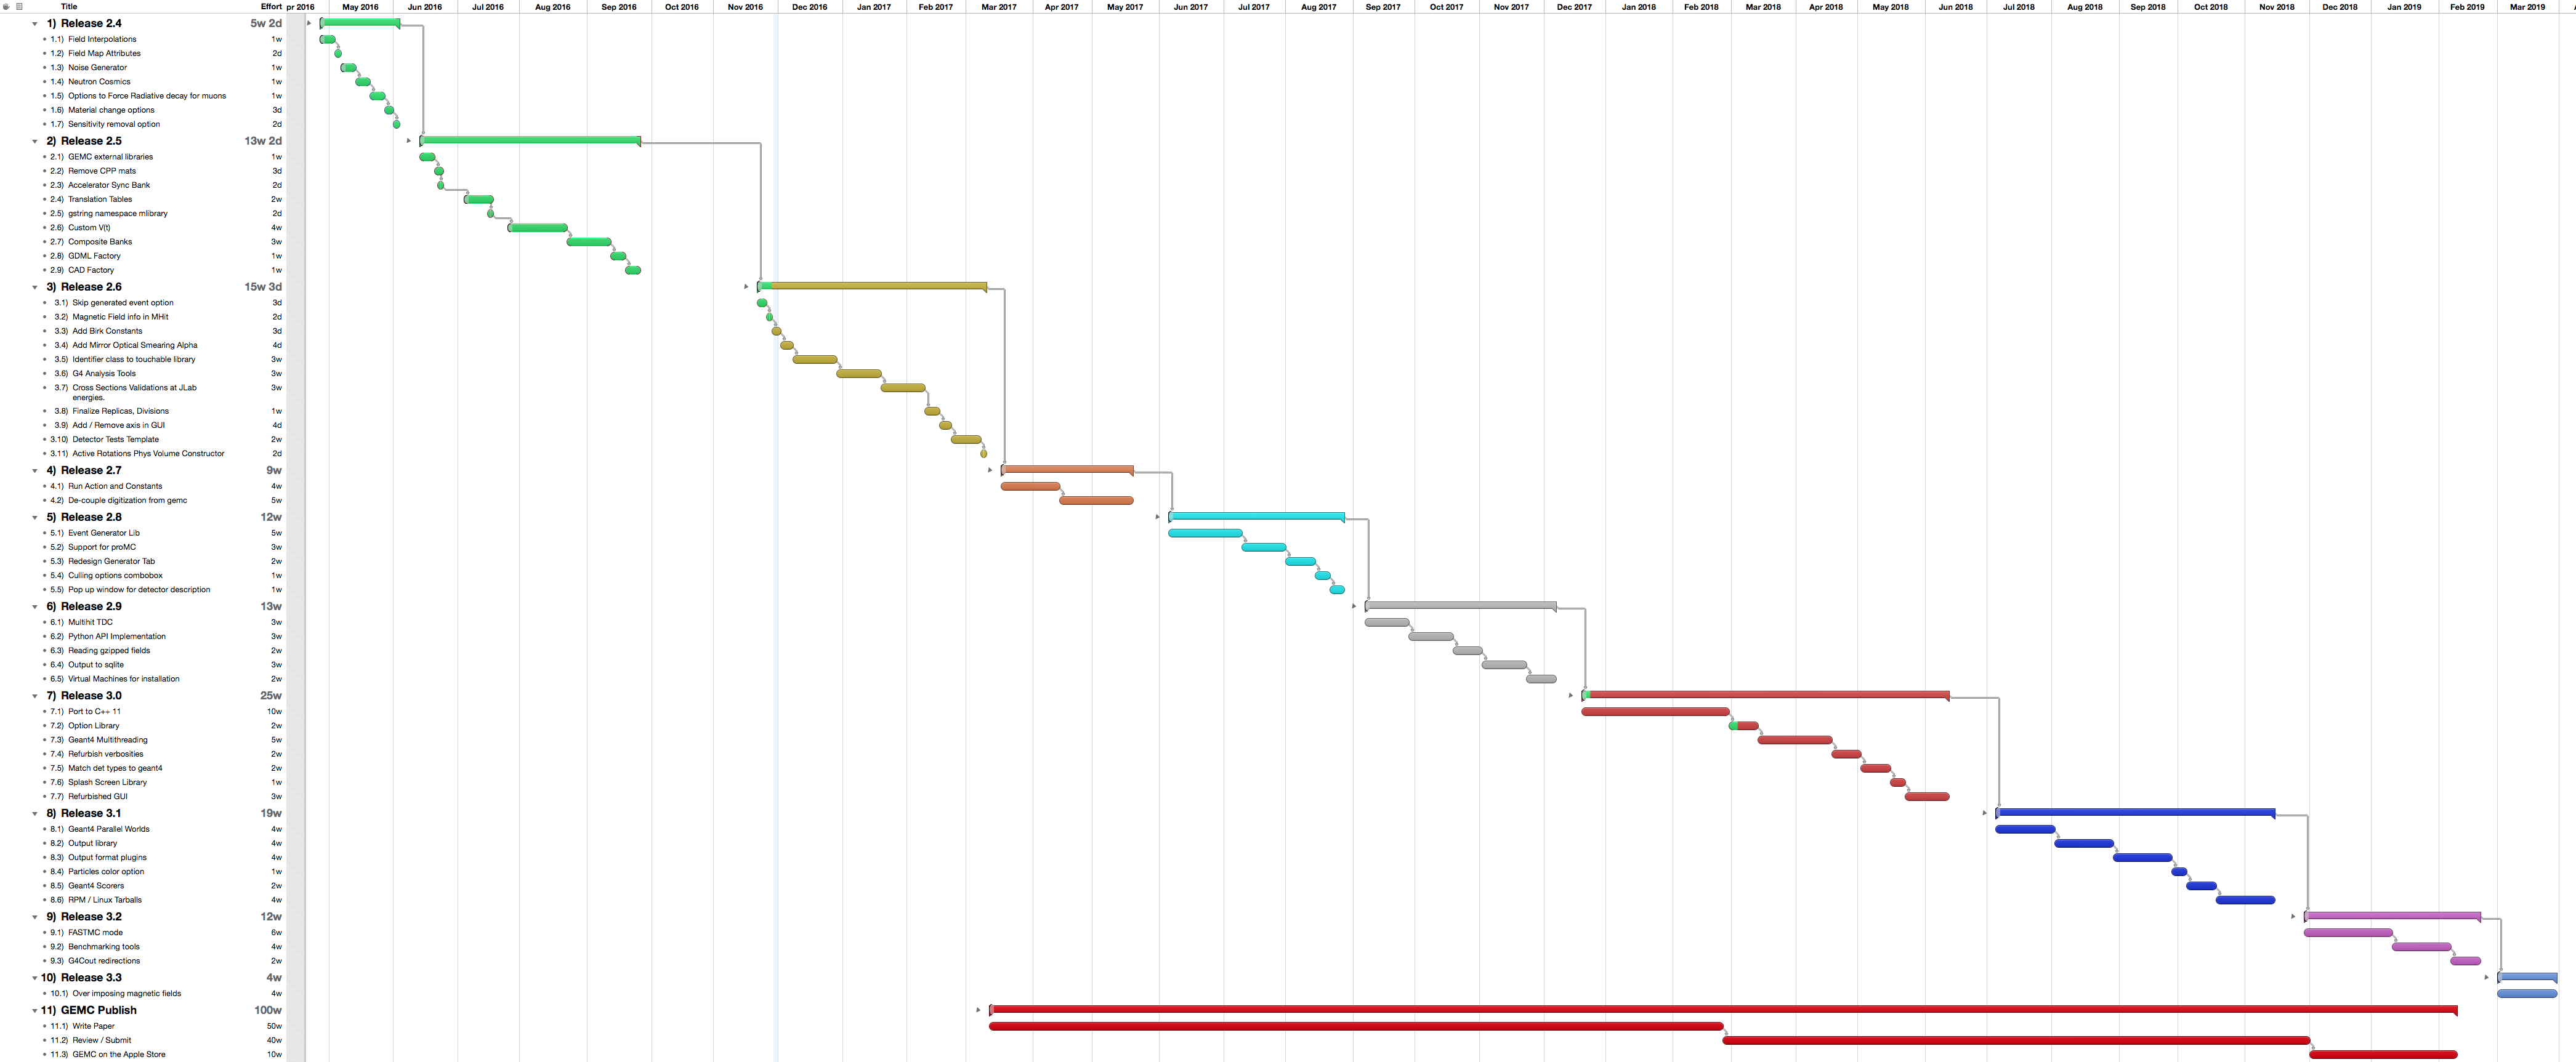 Title Effort pr 2016 May 2016 Jun 2016 Jul 2016 Aug 2016 Sep 2016 Oct 2016 Nov 2016 Dec 2016 Jan 2017 Feb 2017 Mar 2017 Apr 2017 May 2017 Jun 2017 Jul 2017 Aug 2017 Sep 2017 Oct 2017 Nov 2017 Dec 2017 Jan 2018 Feb 2018 Mar 2018 Apr 2018 May 2018 Jun 2018 Jul 2018 Aug 2018 Sep 2018 Oct 2018 Nov 2018 Dec 2018 Jan 2019 Feb 2019 Mar 2019
1) Release 2.4 5w 2d
1.1) Field Interpolations 1w
1.2) Field Map Attributes 2d
1.3) Noise Generator 1w
1.4) Neutron Cosmics 1w
1.5) Options to Force Radiative decay for muons 1w
1.6) Material change options 3d
1.7) Sensitivity removal option 2d
2) Release 2.5 13w 2d
2.1) GEMC external libraries 1w
2.2) Remove CPP mats 3d
2.3) Accelerator Sync Bank 2d
2.4) Translation Tables 2w
2.5) gstring namespace mlibrary 2d
2.6) Custom V(t) 4w
2.7) Composite Banks 3w
2.8) GDML Factory 1w
2.9) CAD Factory 1w
3) Release 2.6 15w 3d
3.1) Skip generated event option 3d
3.2) Magnetic Field info in MHit 2d
3.3) Add Birk Constants 3d
3.4) Add Mirror Optical Smearing Alpha 4d
3.5) Identifier class to touchable library 3w
3.6) G4 Analysis Tools 3w
3.7) Cross Sections Validations at JLab 3w
energies.
3.8) Finalize Replicas, Divisions 1w
3.9) Add / Remove axis in GUI 4d
3.10) Detector Tests Template 2w
3.11) Active Rotations Phys Volume Constructor 2d
4) Release 2.7 9w
4.1) Run Action and Constants 4w
4.2) De-couple digitization from gemc 5w
5) Release 2.8 12w
5.1) Event Generator Lib 5w
5.2) Support for proMC 3w
5.3) Redesign Generator Tab 2w
5.4) Culling options combobox 1w
5.5) Pop up window for detector description 1w
6) Release 2.9 13w
6.1) Multihit TDC 3w
6.2) Python API Implementation 3w
6.3) Reading gzipped fields 2w
6.4) Output to sqlite 3w
6.5) Virtual Machines for installation 2w
7) Release 3.0 25w
7.1) Port to C++ 11 10w
7.2) Option Library 2w
7.3) Geant4 Multithreading 5w
7.4) Refurbish verbosities 2w
7.5) Match det types to geant4 2w
7.6) Splash Screen Library 1w
7.7) Refurbished GUI 3w
8) Release 3.1 19w
8.1) Geant4 Parallel Worlds 4w
8.2) Output library 4w
8.3) Output format plugins 4w
8.4) Particles color option 1w
8.5) Geant4 Scorers 2w
8.6) RPM / Linux Tarballs 4w
9) Release 3.2 12w
9.1) FASTMC mode 6w
9.2) Benchmarking tools 4w
9.3) G4Cout redirections 2w
10) Release 3.3 4w
10.1) Over imposing magnetic fields 4w
11) GEMC Publish 100w
11.1) Write Paper 50w
11.2) Review / Submit 40w
11.3) GEMC on the Apple Store 10w